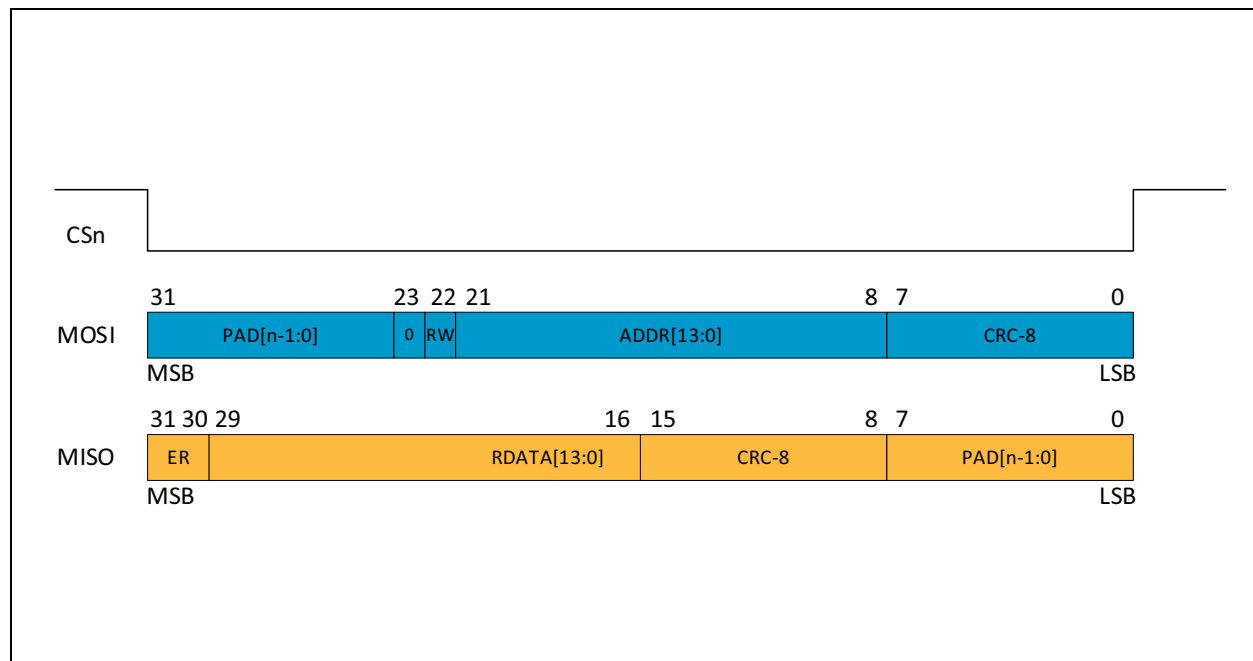 CSn
31 23 22 21 8 7 0
MOSI PAD[n-1:0] 0 RW ADDR[13:0] CRC-8
MSB LSB
31 30 29 16 15 8 7 0
MISO ER RDATA[13:0] CRC-8 PAD[n-1:0]
MSB LSB